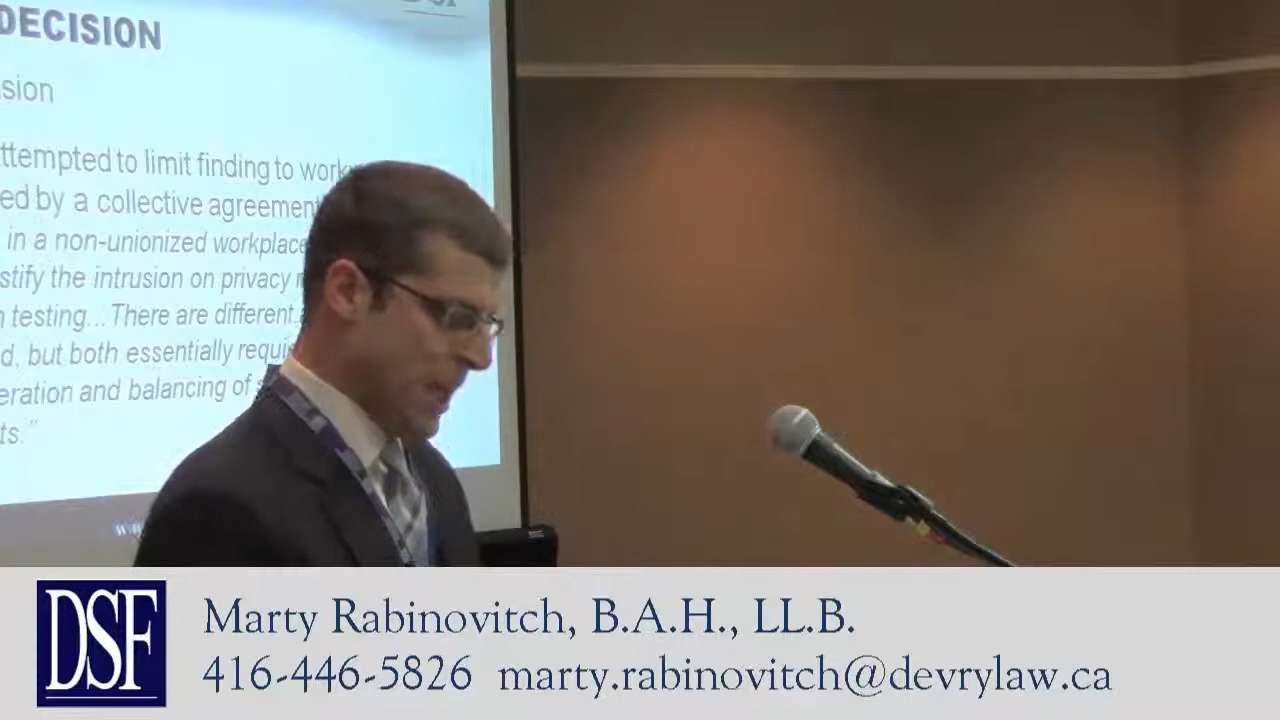 DECISION
sion
ttempted to limit finding to work
ed by a collective agreement
in a non-unionized workplace
stify the intrusion on privacy
testing... There are different
d, but both essentially requi
eration and balancing of
ts."
DSF
Marty Rabinovitch, B.A.H., LL.B.
416-446-5826 marty.rabinovitch@devrylaw.ca